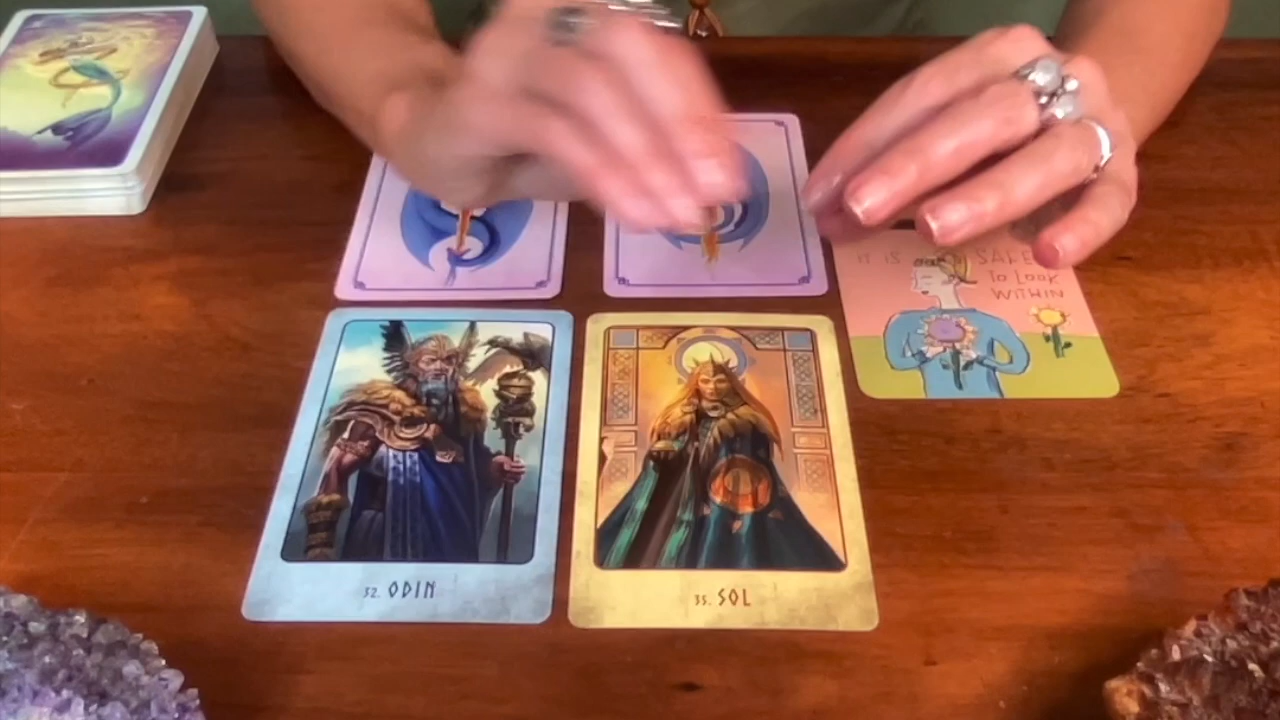 IT IS SAFE
TO LOOK
WITHIN
32. ODIN
35. SOL